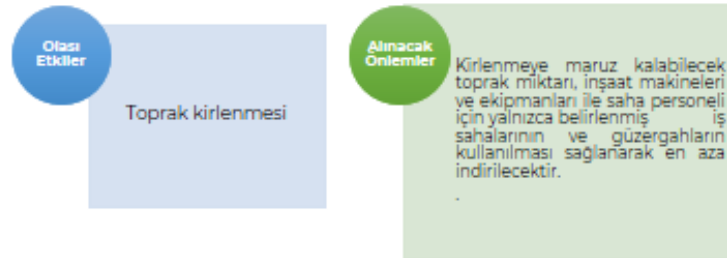 Olası
Etkiler
Toprak kirlenmesi
Alınacak
Önlemler
Kirlenmeye maruz kalabilecek
toprak miktarı, inşaat makineleri
ve ekipmanları ile saha personeli
için yalnızca belirlenmiş iş
sahalarının ve güzergahların
kullanılması sağlanarak en aza
indirilecektir.
.